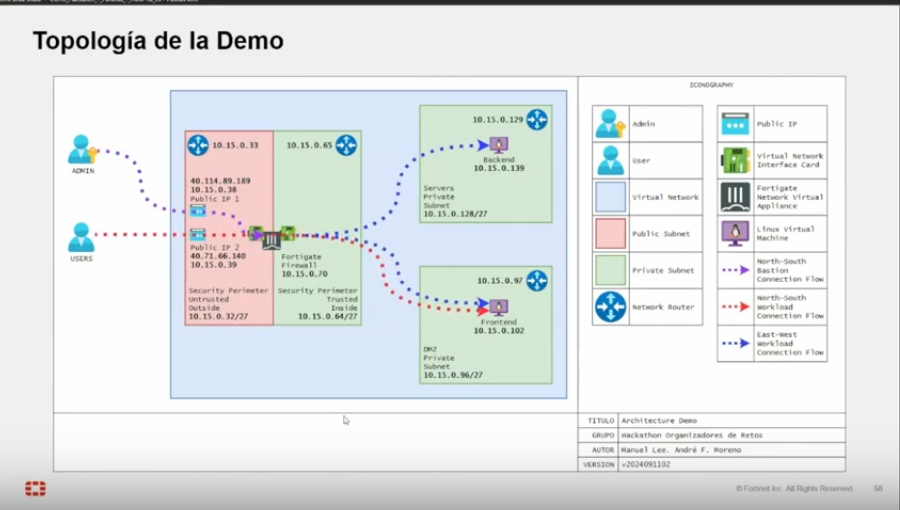 Topología de la Demo
ADMIN
USERS
10.15.0.33
40.114.89.189
10.15.0.38
Public IP 1
Public IP 2
40.71.66.140
10.15.0.39
Security Perimeter
Untrusted
Outside
10.15.0.32/27
10.15.0.65
Fortigate
Firewall
10.15.0.70
Security Perimeter
Trusted
Inside
10.15.0.64/27
10.15.0.129
Backend
10.15.0.139
Servers
Private
Subnet
10.15.0.128/27
10.15.0.97
Frontend
10.15.0.102
DMZ
Private
Subnet
10.15.0.96/27
ICONOGRAPHY
Admin
User
Virtual Network
Public Subnet
Private Subnet
Network Router
Public IP
Virtual Network
Interface Card
Fortigate
Network Virtual
Appliance
Linux Virtual
Machine
North-South
Bastion
Connection Flow
North-South
Workload
Connection Flow
East-West
Workload
Connection Flow
TITULO Architecture Demo
GRUPO Hackathon Organizadores de Retos
AUTOR Manuel Lee. André F. Moreno
VERSION v2024091102
© Fortinet Inc. All Rights Reserved. 58